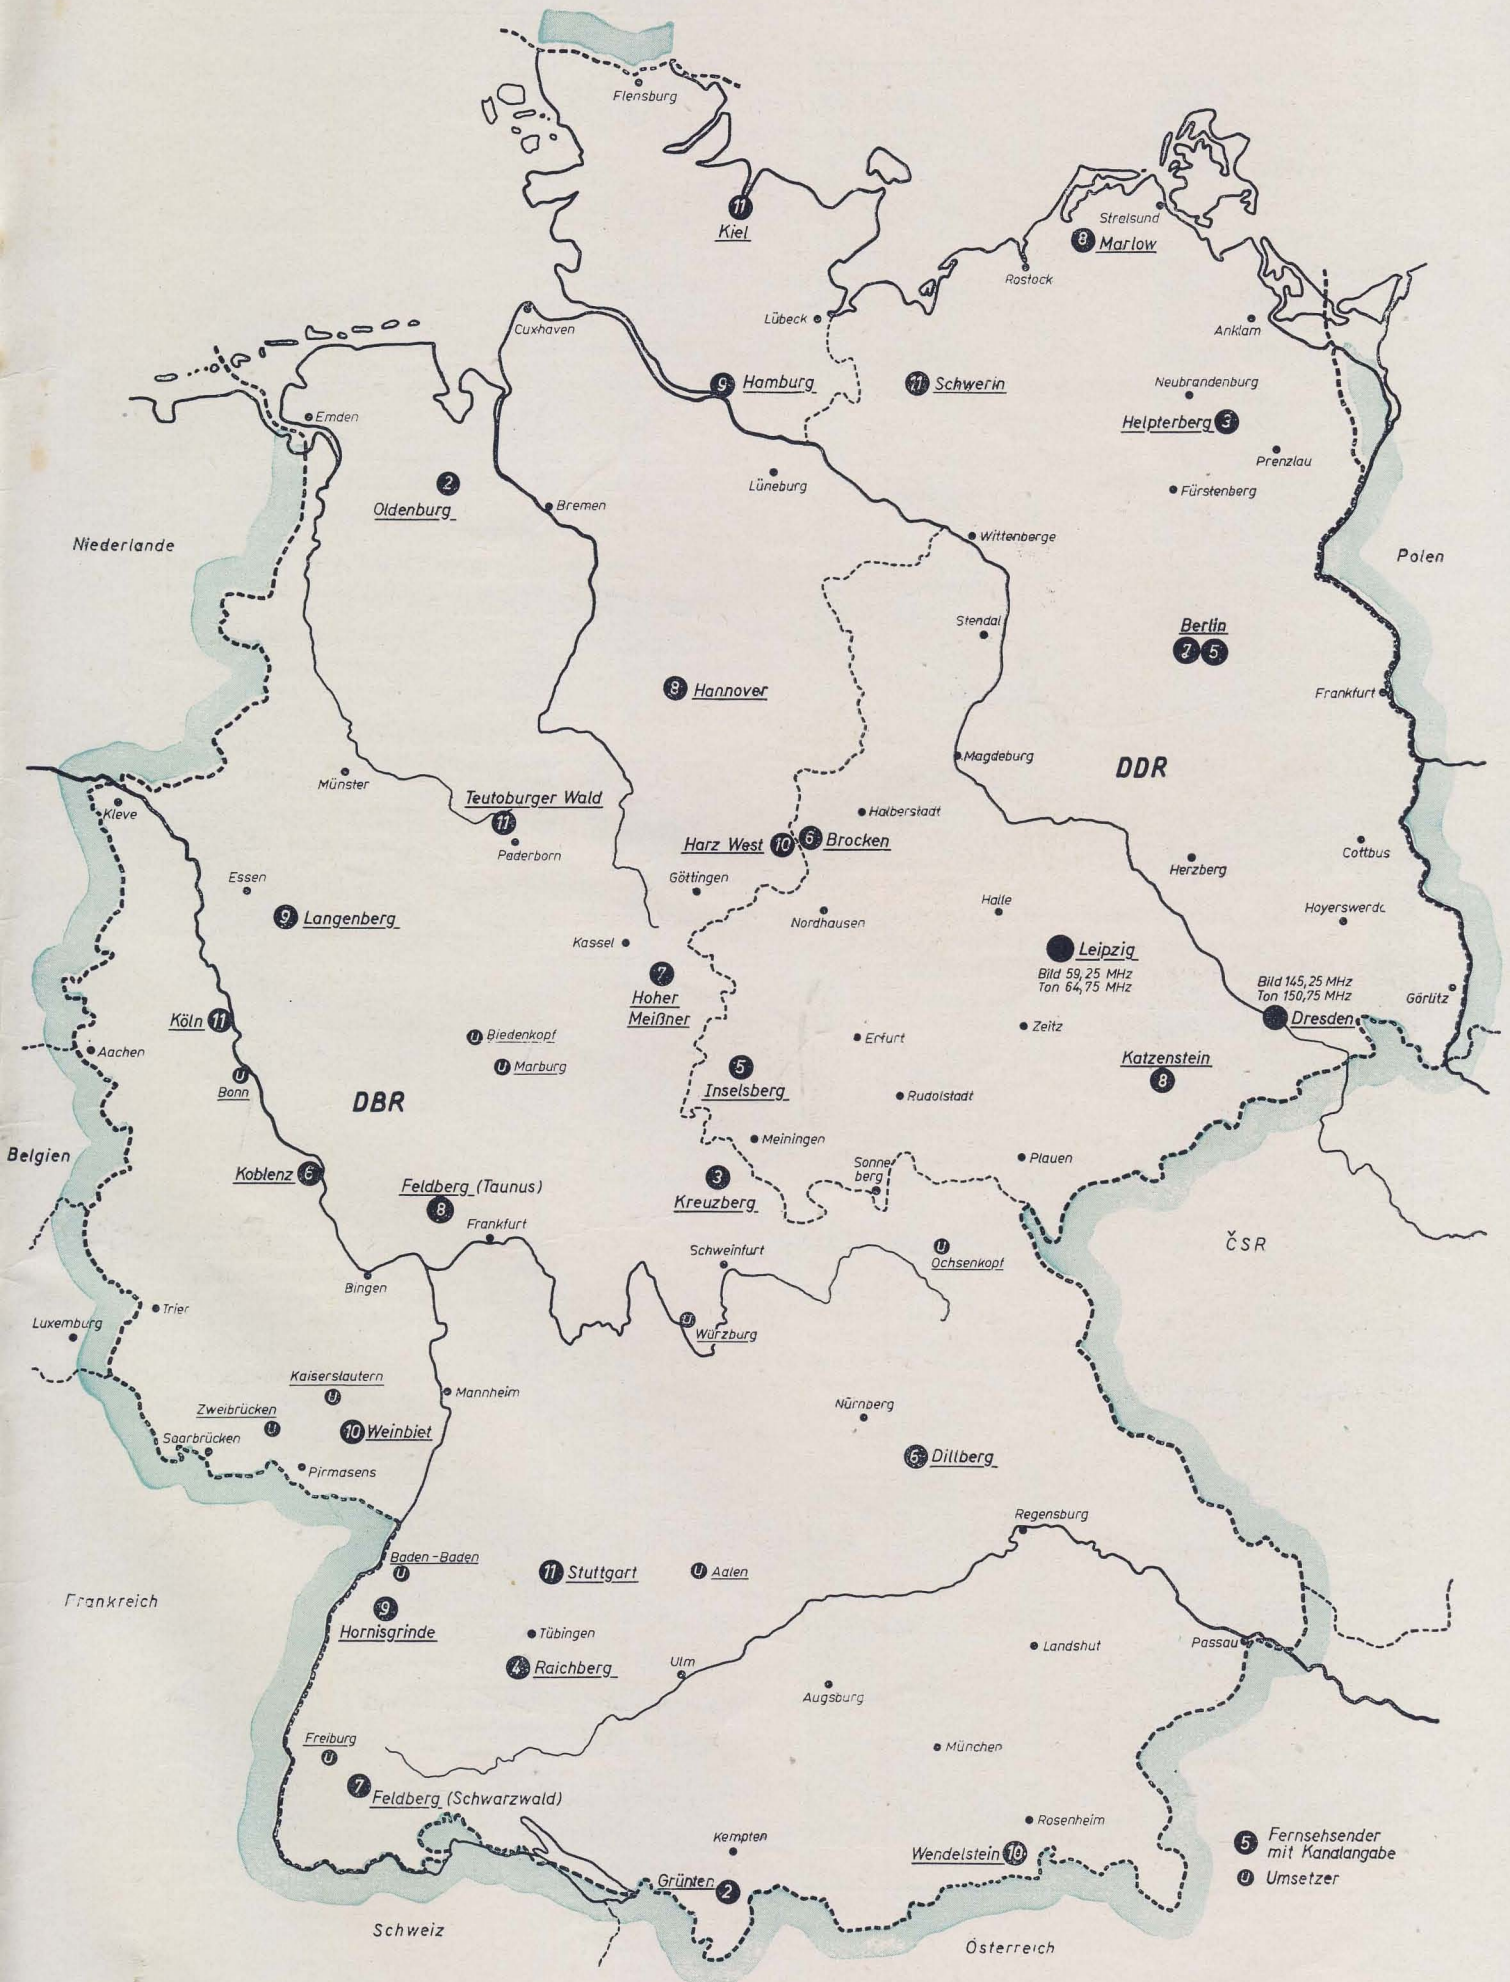 Flensburg
11
Kiel
Stralsund
8 Marlow
Rostock
Lübeck
Cuxhaven
Anklam
9 Hamburg
11 Schwerin
Neubrandenburg
Helpterberg 3
Emden
Prenzlau
Lüneburg
Fürstenberg
2
Oldenburg
Bremen
Wittenberge
Niederlande
Polen
Stendal
Berlin
7 5
8 Hannover
Frankfurt
Magdeburg
DDR
Münster
Teutoburger Wald
11
Kleve
Halberstadt
Harz West 10
6 Brocken
Paderborn
Cottbus
Herzberg
Essen
Göttingen
Halle
Hoyerswerda
9 Langenberg
Nordhausen
Kassel
Leipzig
Bild 59,25 MHz
Ton 64,75 MHz
7
Hoher
Meißner
Bild 145,25 MHz
Ton 150,75 MHz
Dresden
Görlitz
Köln 11
Zeitz
U Biedenkopf
Erfurt
Aachen
U Marburg
Katzenstein
8
5
Inselsberg
U
Bonn
DBR
Rudolstadt
Meiningen
Belgien
Plauen
Sonne
berg
Koblenz 6
Feldberg (Taunus)
8
3
Kreuzberg
Frankfurt
ČSR
Schweinfurt
U
Ochsenkopf
Bingen
Trier
Luxemburg
U
Würzburg
Kaiserslautern
U
Mannheim
Zweibrücken
U
Nürnberg
10 Weinbiet
Saarbrücken
6 Dillberg
Pirmasens
Regensburg
Baden-Baden
U
11 Stuttgart
U Aalen
Frankreich
9
Hornisgrinde
Tübingen
Landshut
Passau
4 Raichberg
Ulm
Augsburg
Freiburg
U
München
7
Feldberg (Schwarzwald)
Rosenheim
Kempten
Wendelstein 10
5 Fernsehsender
mit Kanalangabe
U Umsetzer
Grünten 2
Schweiz
Österreich